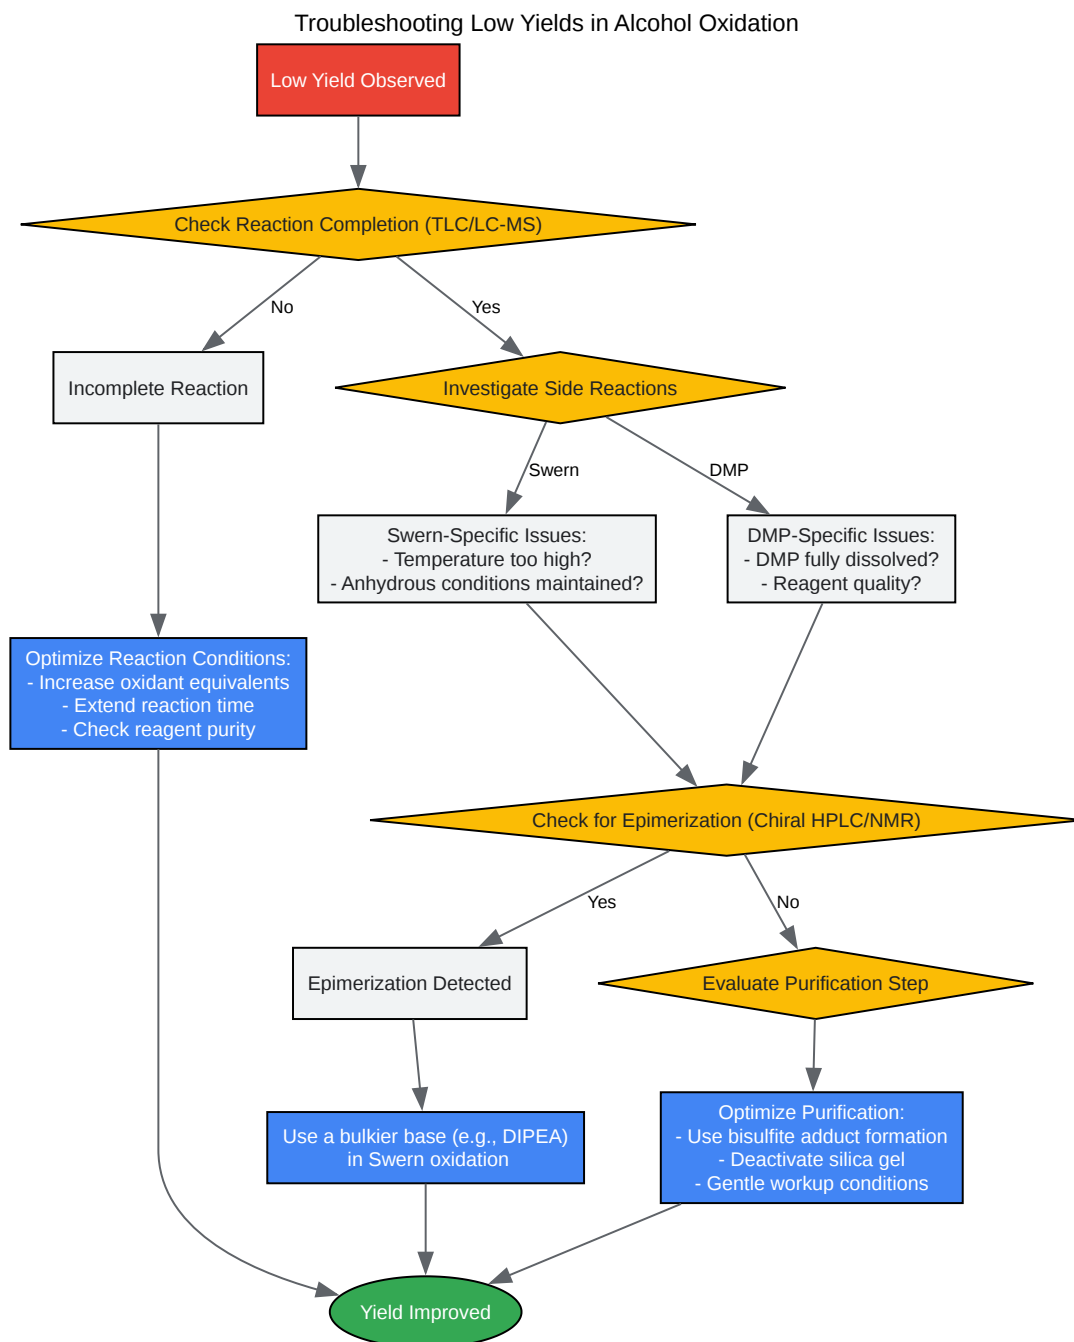 Troubleshooting Low Yields in Alcohol Oxidation
Low Yield Observed
Check Reaction Completion (TLC/LC-MS)
No
Yes
Incomplete Reaction
Investigate Side Reactions
Swern
DMP
Swern-Specific Issues:
- Temperature too high?
- Anhydrous conditions maintained?
DMP-Specific Issues:
- DMP fully dissolved?
- Reagent quality?
Optimize Reaction Conditions:
- Increase oxidant equivalents
- Extend reaction time
- Check reagent purity
Check for Epimerization (Chiral HPLC/NMR)
Yes
No
Epimerization Detected
Evaluate Purification Step
Use a bulkier base (e.g., DIPEA)
in Swern oxidation
Optimize Purification:
- Use bisulfite adduct formation
- Deactivate silica gel
- Gentle workup conditions
Yield Improved